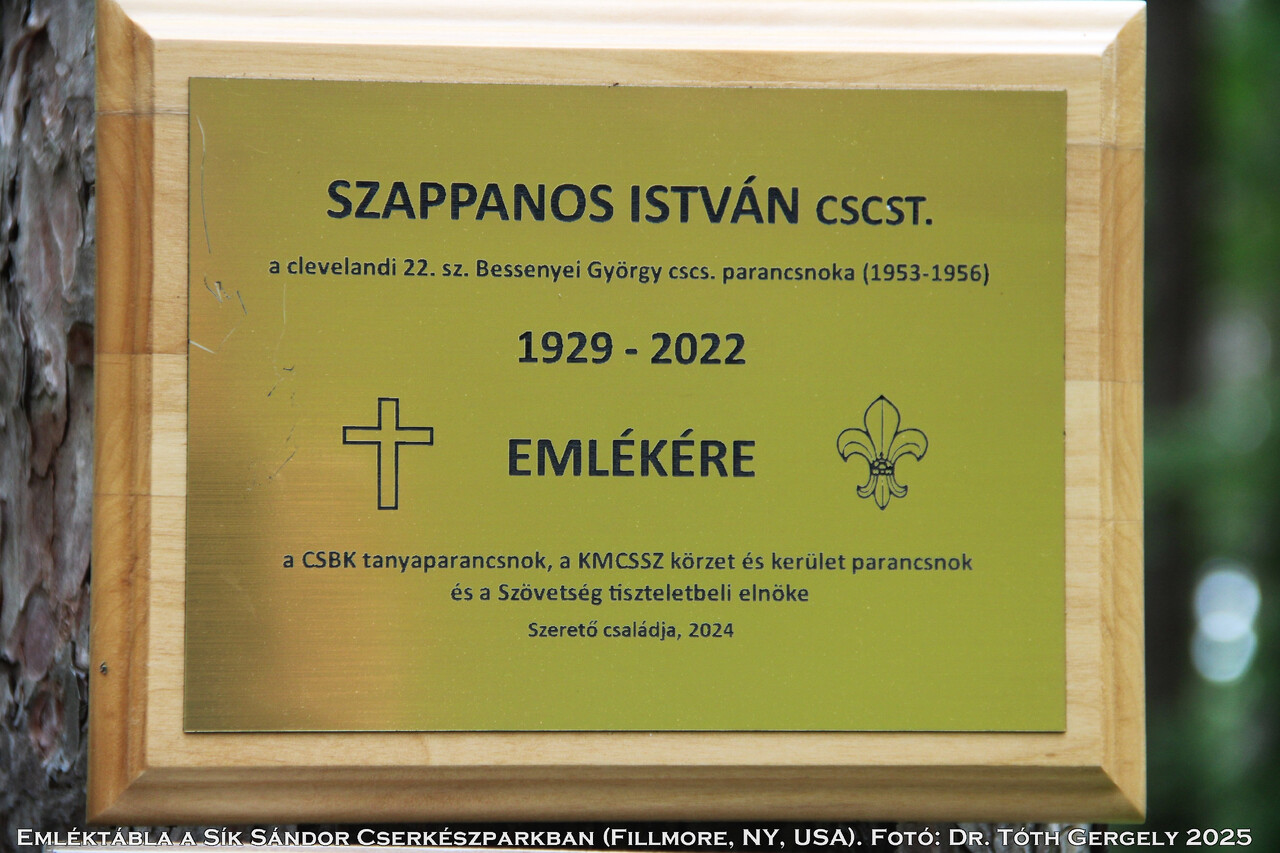 SZAPPANOS ISTVÁN CSCST.
a clevelandi 22. sz. Bessenyei György cscs. parancsnoka (1953-1956)
1929 - 2022
EMLÉKÉRE
a CSBK tanyaparancsnok, a KMCSSZ körzet és kerület parancsnok
és a Szövetség tiszteletbeli elnöke
Szerető családja, 2024
Emléktábla a Sík Sándor Cserkészparkban (Fillmore, NY, USA). Fotó: Dr. Tóth Gergely 2025